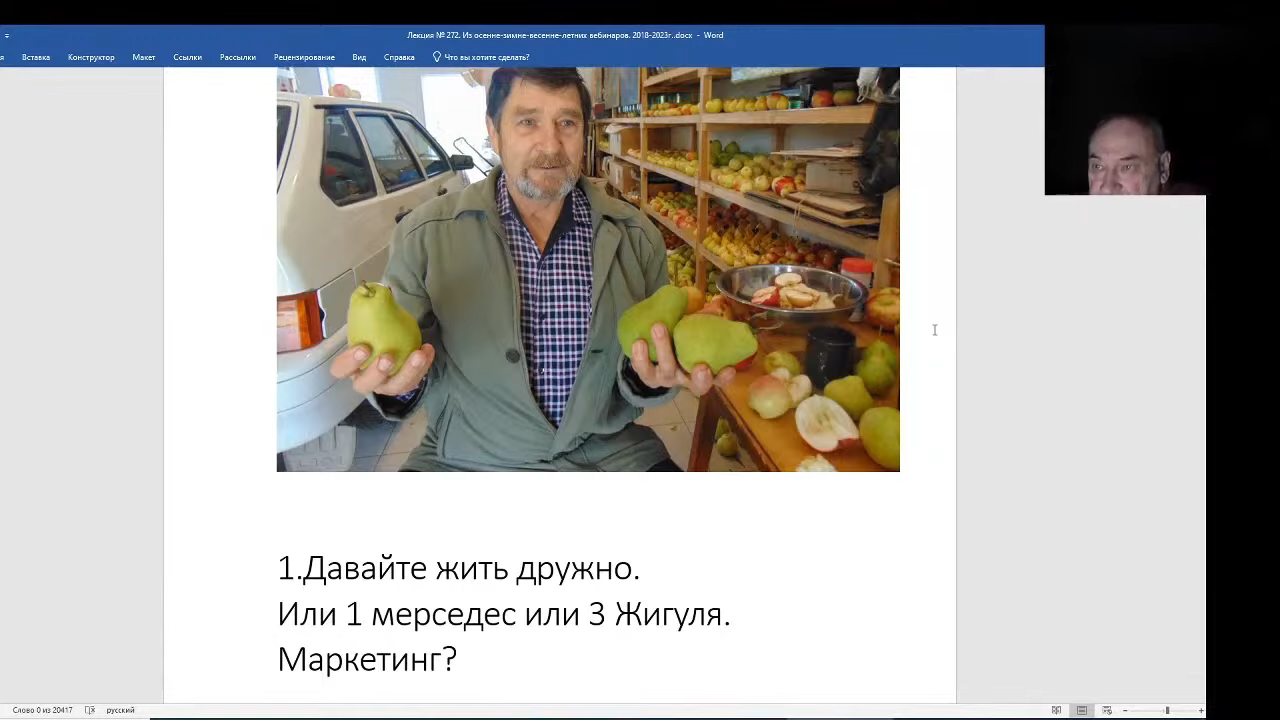 Лекция № 272. Из осенне-зимне-весенне-летних вебинаров. 2018-2023г..docx - Word
Вставка Конструктор Макет Ссылки Рассылки Рецензирование Вид Справка Что вы хотите сделать?
1.Давайте жить дружно.
Или 1 мерседес или 3 Жигуля.
Маркетинг?
Слово 0 из 20417 русский